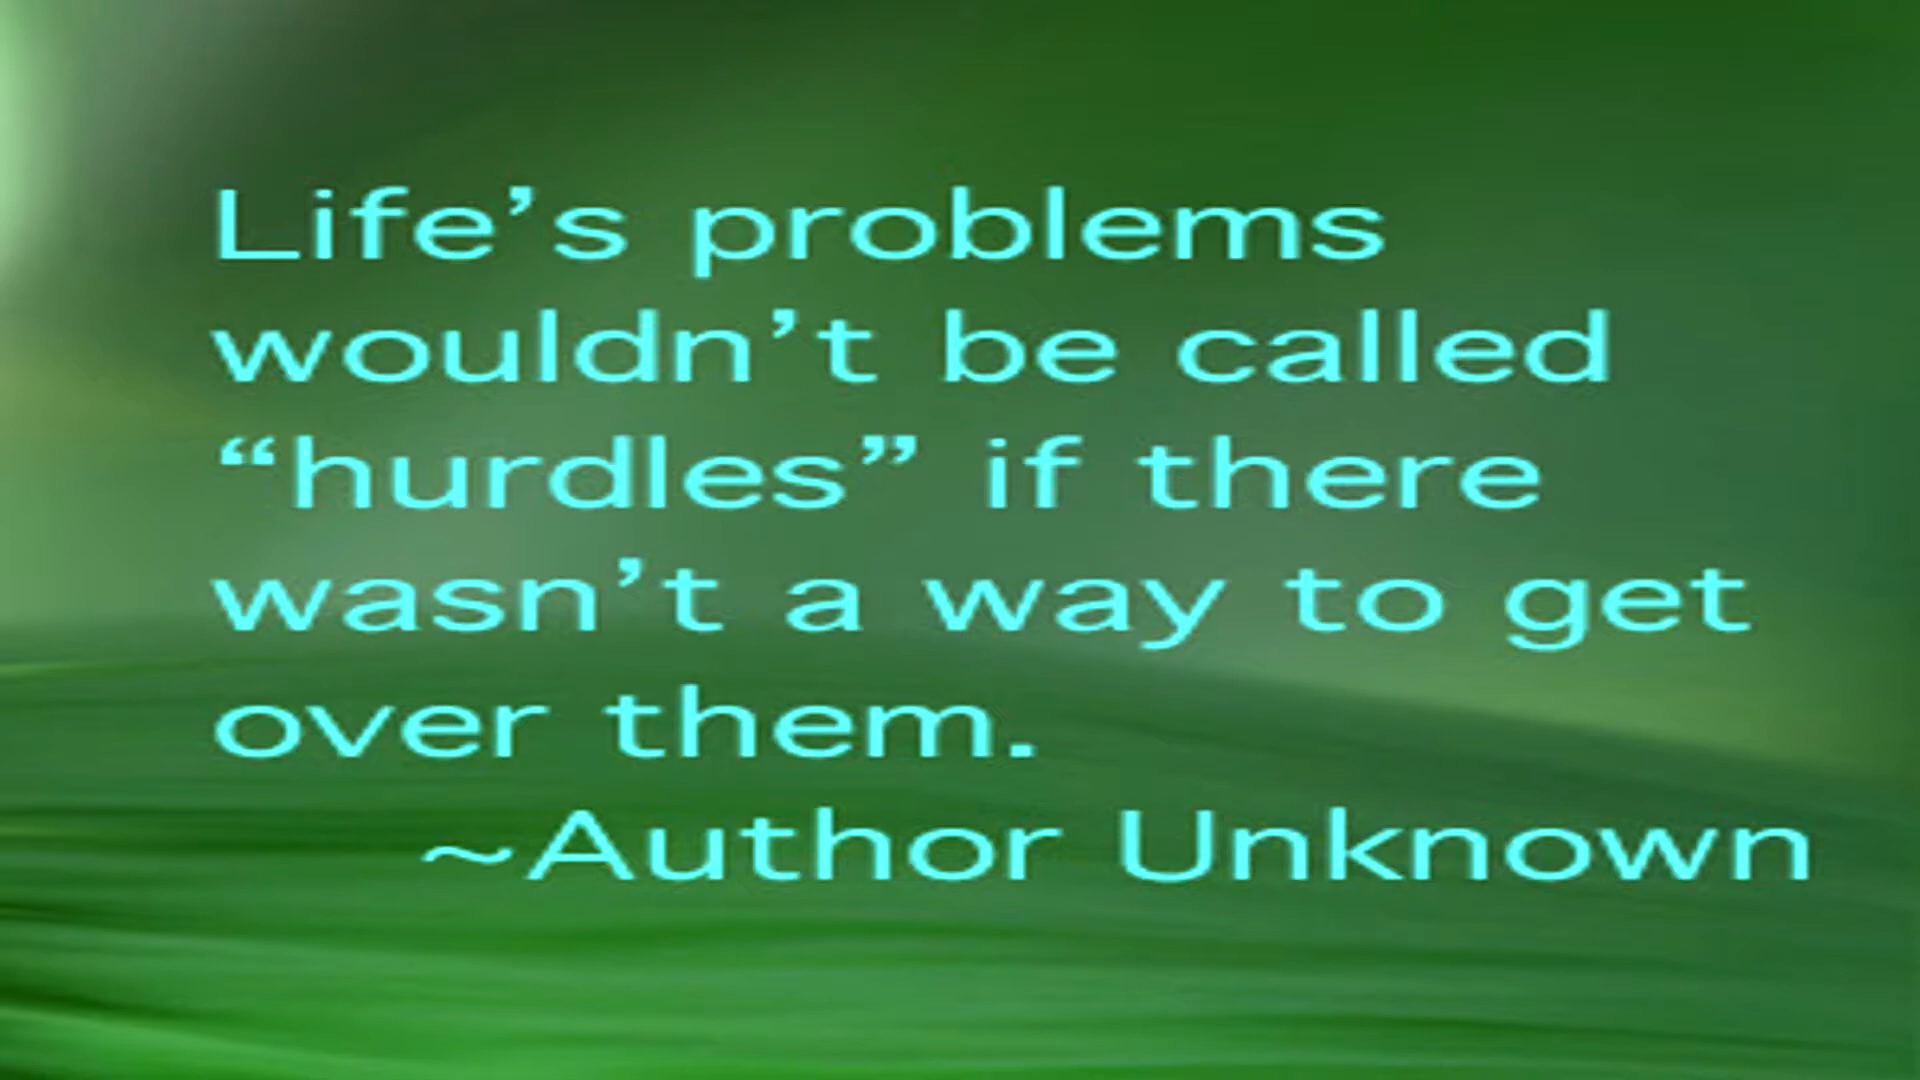 Life’s problems
wouldn’t be called
“hurdles” if there
wasn’t a way to get
over them.
~Author Unknown